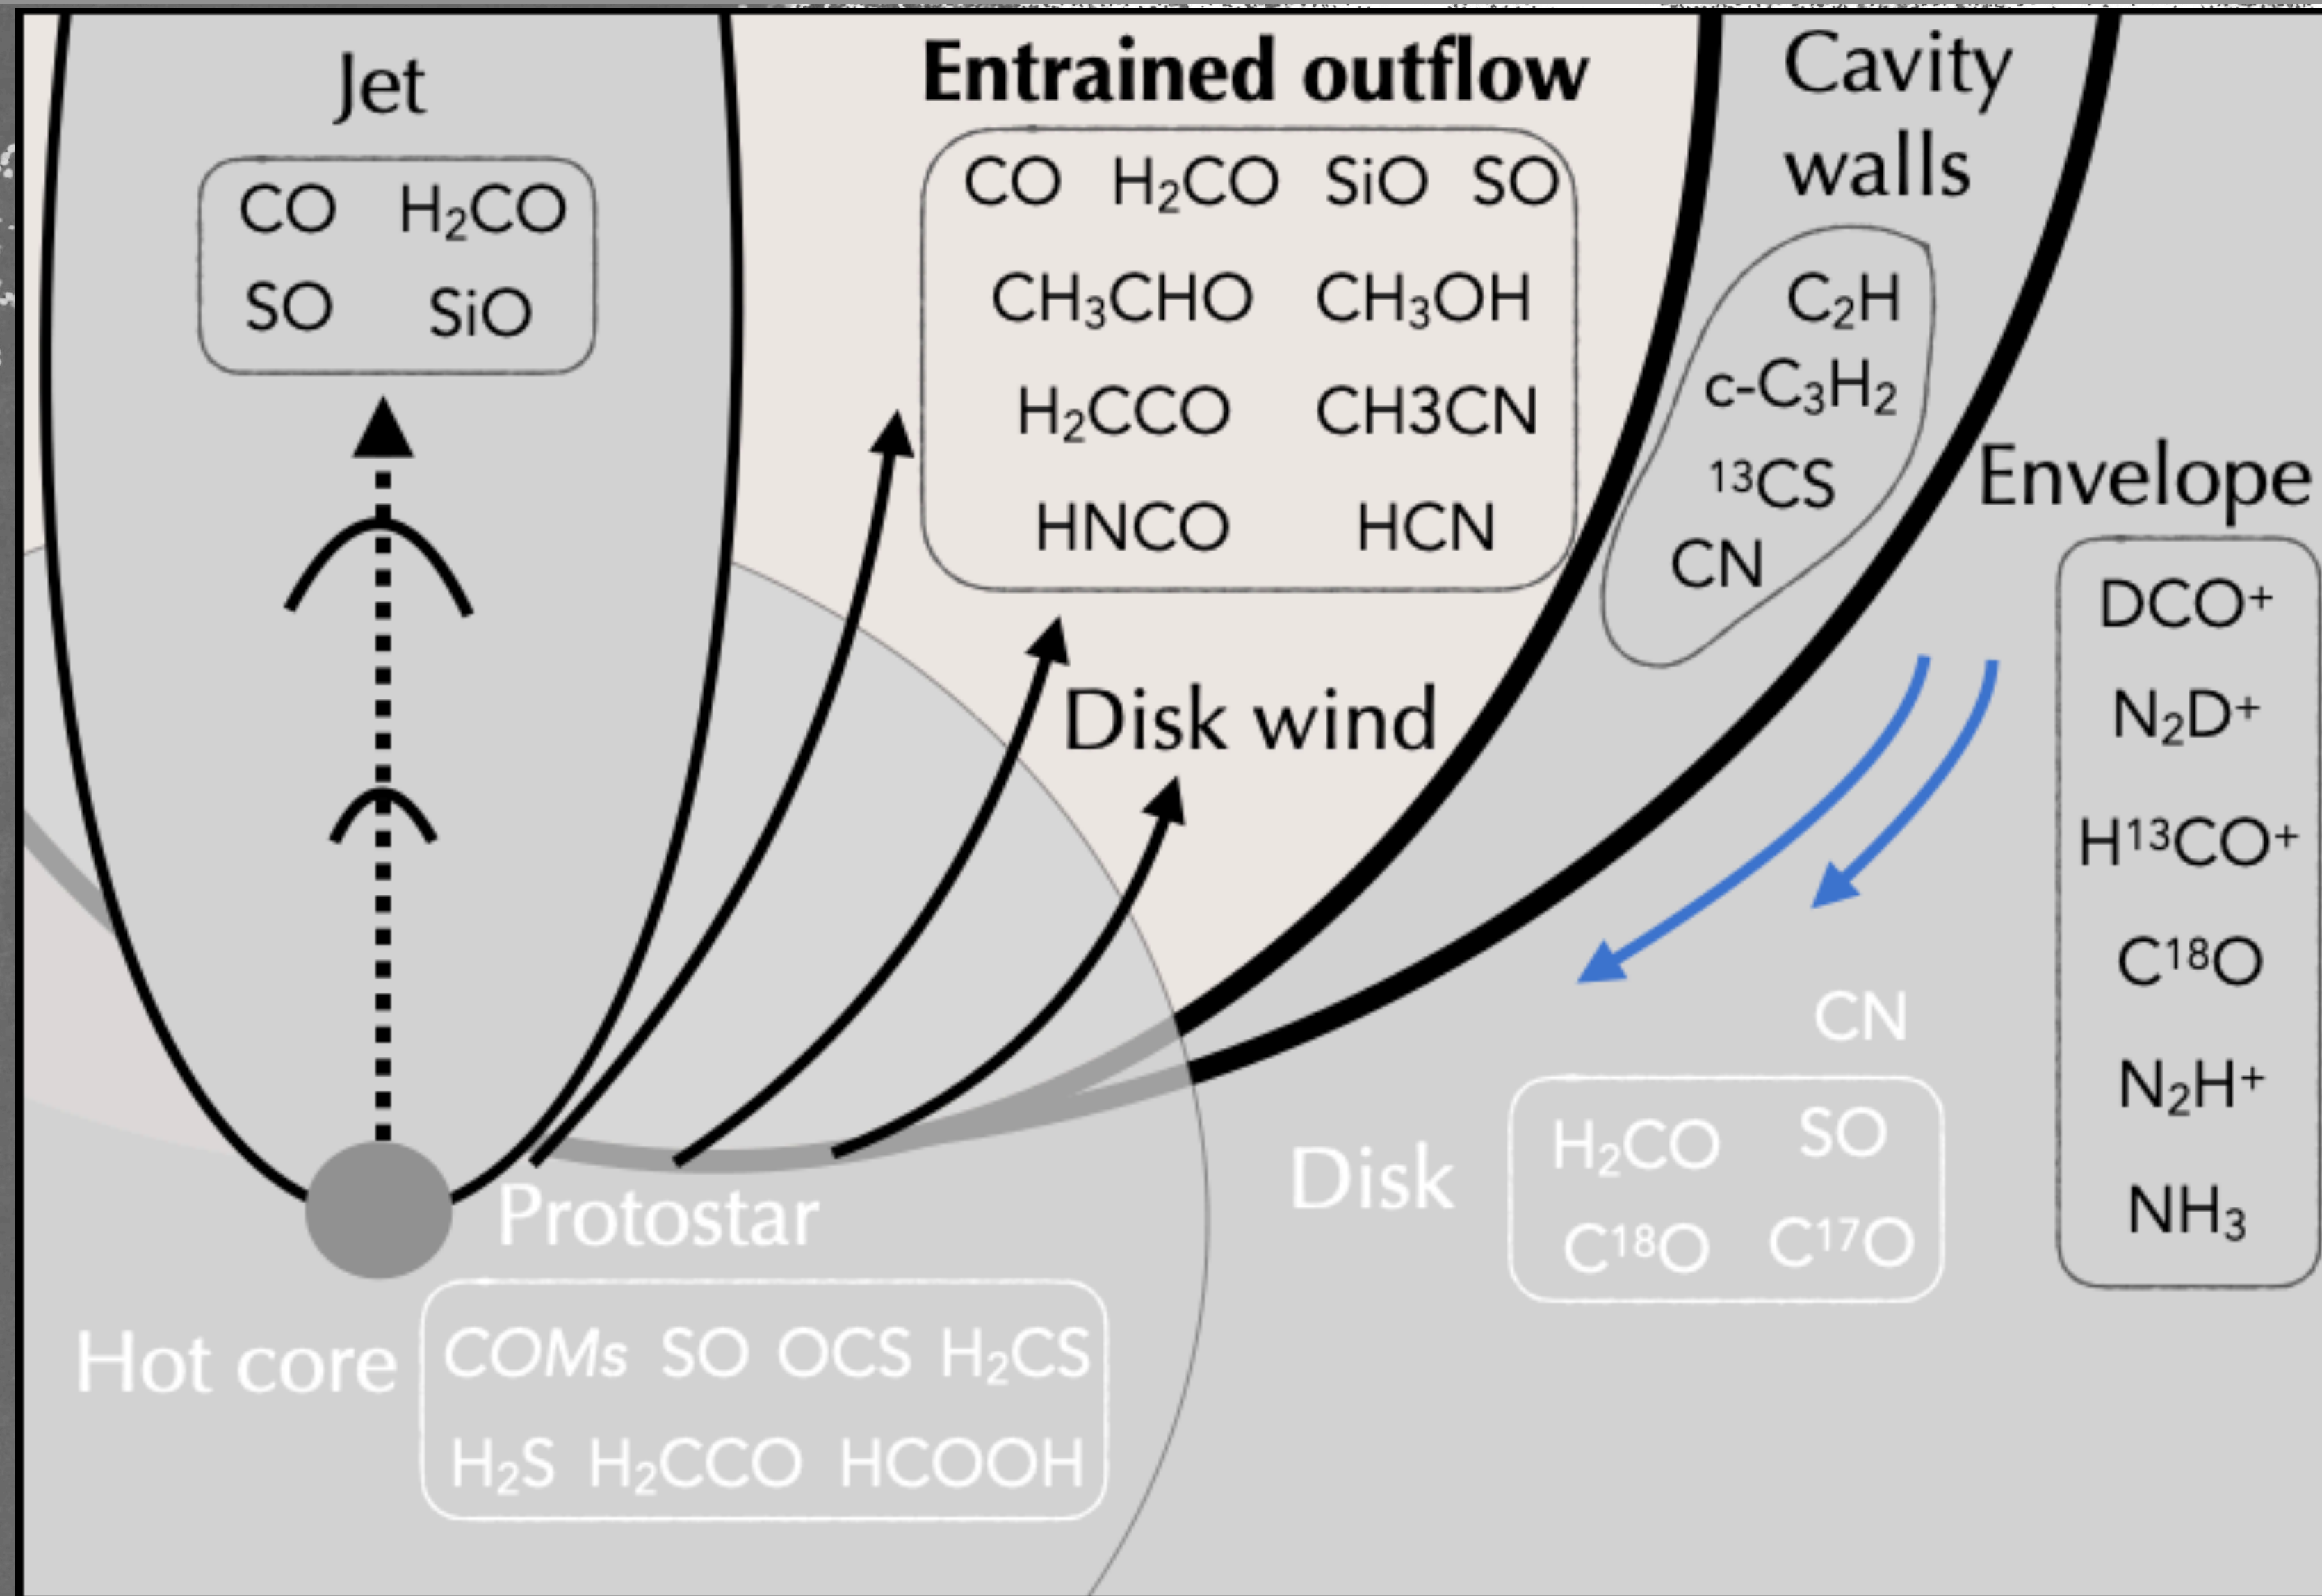 Jet
CO H₂CO
SO SiO
Entrained outflow
CO H₂CO SiO SO
CH₃CHO CH₃OH
H₂CCO CH3CN
HNCO HCN
Cavity
walls
C₂H
c-C₃H₂
¹³CS
CN
Envelope
DCO⁺
N₂D⁺
H¹³CO⁺
C¹⁸O
N₂H⁺
NH₃
Disk wind
CN
Disk
H₂CO SO
C¹⁸O C¹⁷O
Protostar
Hot core
COMs SO OCS H₂CS
H₂S H₂CCO HCOOH